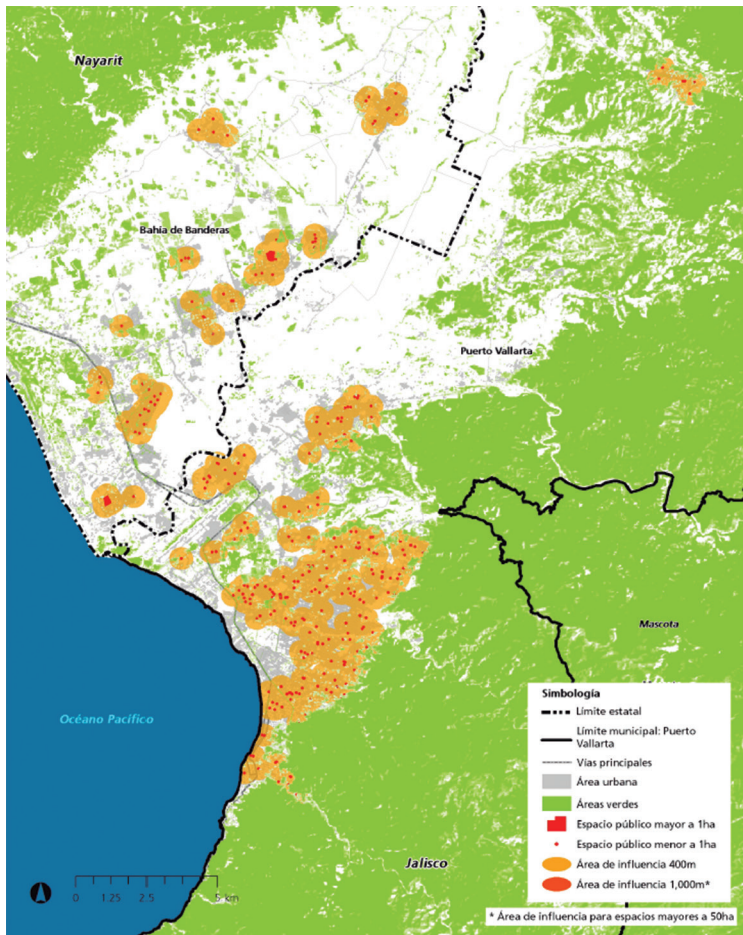 Nayarit
Bahía de Banderas
Puerto Vallarta
Mascota
Océano Pacífico
Jalisco
0 1.25 2.5 5 km
Simbología
Límite estatal
Límite municipal: Puerto
Vallarta
Vías principales
Área urbana
Áreas verdes
Espacio público mayor a 1ha
Espacio público menor a 1ha
Área de influencia 400m
Área de influencia 1,000m*
* Área de influencia para espacios mayores a 50ha